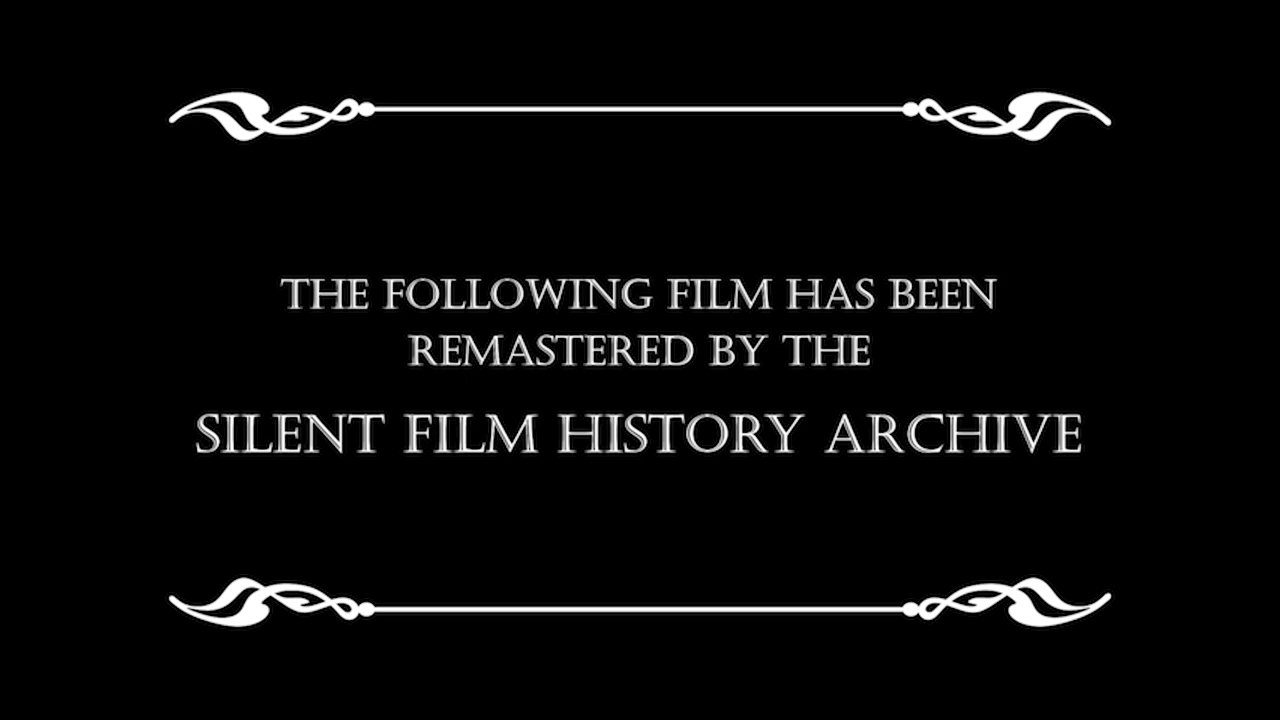 THE FOLLOWING FILM HAS BEEN
REMASTERED BY THE
SILENT FILM HISTORY ARCHIVE